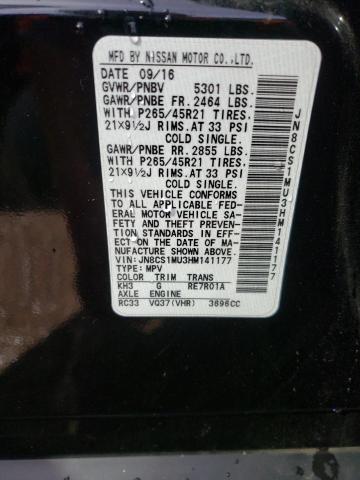 MFD BY NISSAN MOTOR CO.,LTD.
DATE 09/16
GVWR/PNBV 5301 LBS.
GAWR/PNBE FR. 2464 LBS.
WITH P265/45R21 TIRES.
21×9½J RIMS.AT 33 PSI
COLD SINGLE.
GAWR/PNBE RR. 2855 LBS.
WITH P265/45R21 TIRES.
21×9½J RIMS.AT 33 PSI
COLD SINGLE.
THIS VEHICLE CONFORMS
TO ALL APPLICABLE FED-
ERAL MOTOR VEHICLE SA-
FETY AND THEFT PREVENTION
STANDARDS IN
EFFECT ON THE DATE OF MA-
NUFACTURE SHOWN ABOVE.
VIN: JN8CS1MU3HM141177
TYPE: MPV
COLOR TRIM TRANS
KH3 G RE7R01A
AXLE ENGINE
RC33 VQ37(VHR) 3696CC
JN8CS1MU3HM141177